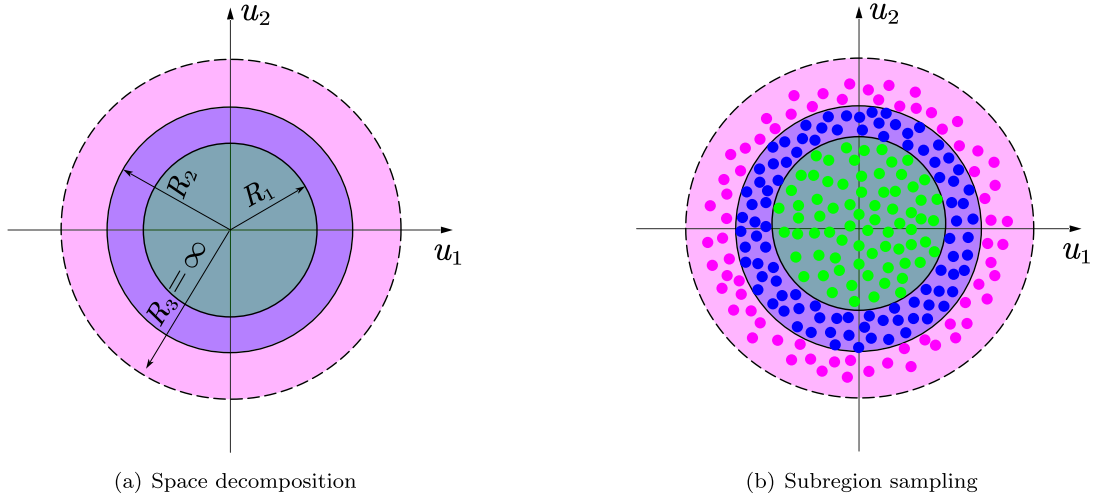 u₂
R₂
R₁
u₁
R₃ = ∞
(a) Space decomposition
u₂
u₁
(b) Subregion sampling